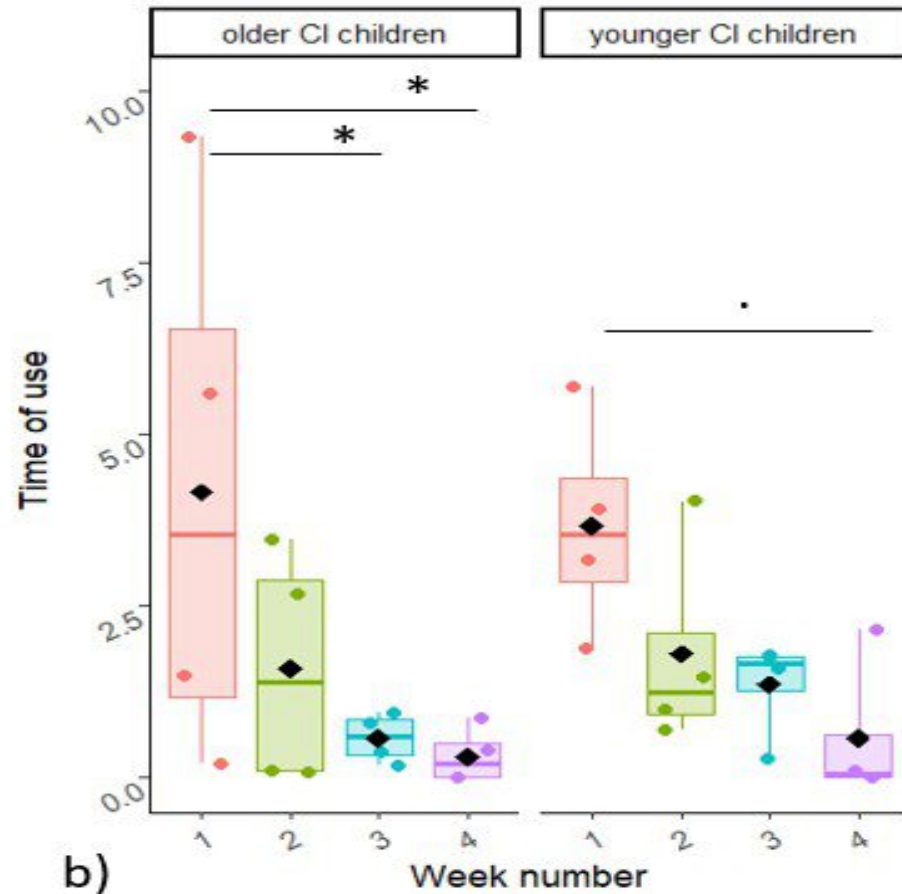 older CI children
younger CI children
*
*
.
10.0
7.5
5.0
2.5
0.0
Time of use
1 2 3 4
1 2 3 4
Week number
b)